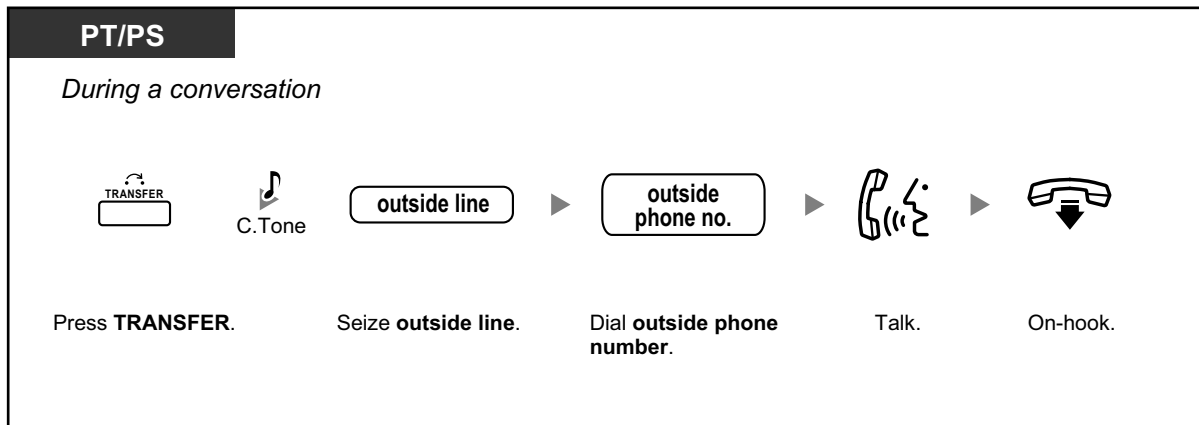 PT/PS
During a conversation
TRANSFER
C.Tone
outside line
outside
phone no.
Press TRANSFER.
Seize outside line.
Dial outside phone
number.
Talk.
On-hook.